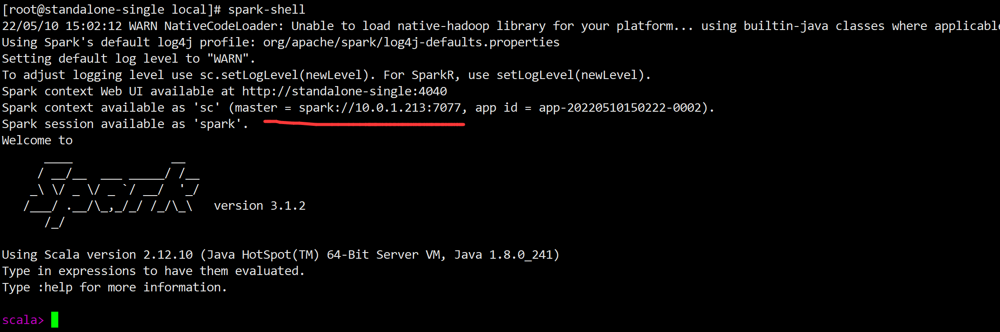 [root@standalone-single local]# spark-shell
22/05/10 15:02:12 WARN NativeCodeLoader: Unable to load native-hadoop library for your platform... using builtin-java classes where applicable
Using Spark's default log4j profile: org/apache/spark/log4j-defaults.properties
Setting default log level to "WARN".
To adjust logging level use sc.setLogLevel(newLevel). For SparkR, use setLogLevel(newLevel).
Spark context Web UI available at http://standalone-single:4040
Spark context available as 'sc' (master = spark://10.0.1.213:7077, app id = app-20220510150222-0002).
Spark session available as 'spark'.
Welcome to
      ____              __
     / __/__  ___ _____/ /__
    _\ \/ _ \/ _ `/ __/  '_/
   /___/ .__/\_,_/_/ /_/\_\   version 3.1.2
      /_/
Using Scala version 2.12.10 (Java HotSpot(TM) 64-Bit Server VM, Java 1.8.0_241)
Type in expressions to have them evaluated.
Type :help for more information.
scala>